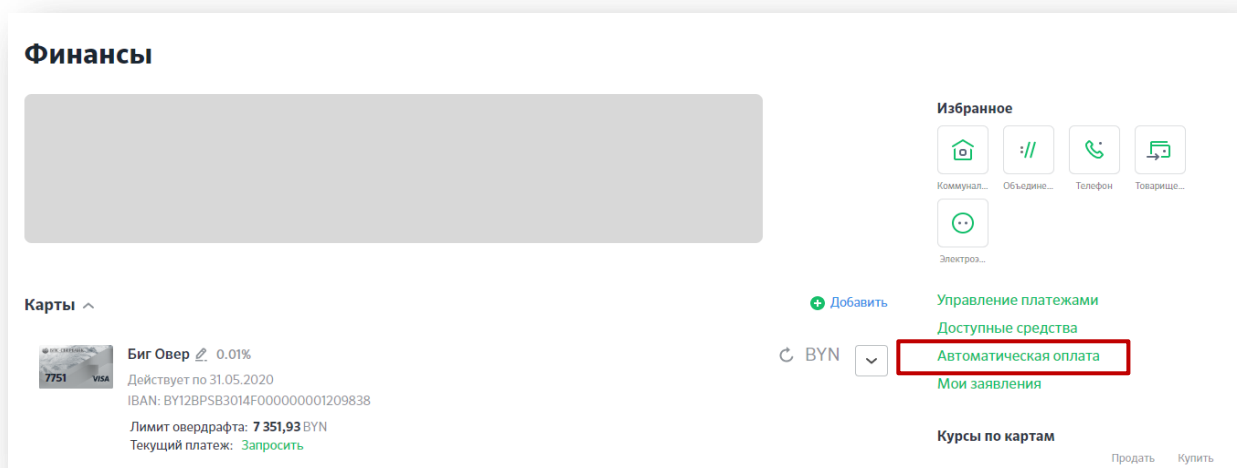 Финансы
Избранное
Коммунал...
Объедине...
Телефон
Товарище...
Электроэ...
Карты
Добавить
Управление платежами
Доступные средства
Автоматическая оплата
Мои заявления
Биг Овер 0.01%
BYN
7751 VISA
Действует по 31.05.2020
IBAN: BY12BPSB3014F000000001209838
Лимит овердрафта: 7 351,93 BYN
Текущий платеж: Запросить
Курсы по картам
Продать Купить